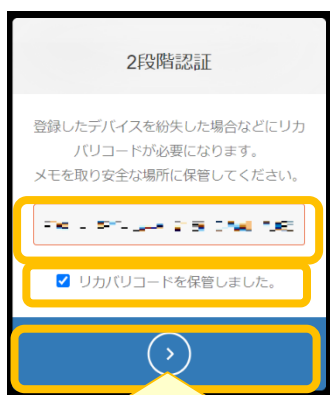 2段階認証
登録したデバイスを紛失した場合などにリカ
バリコードが必要になります。
メモを取り安全な場所に保管してください。
リカバリコードを保管しました。